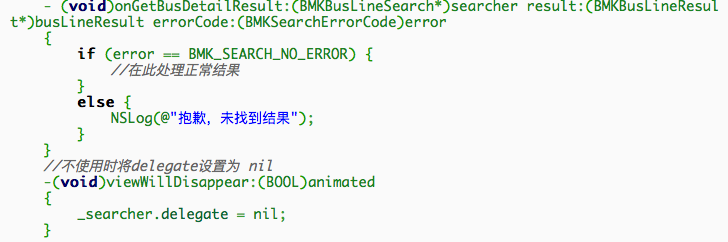 - (void)onGetBusDetailResult:(BMKBusLineSearch*)searcher result:(BMKBusLineResul
t*)busLineResult errorCode:(BMKSearchErrorCode)error
{
if (error == BMK_SEARCH_NO_ERROR) {
//在此处理正常结果
}
else {
NSLog(@"抱歉，未找到结果");
}
}
//不使用时将delegate设置为 nil
-(void)viewWillDisappear:(BOOL)animated
{
_searcher.delegate = nil;
}